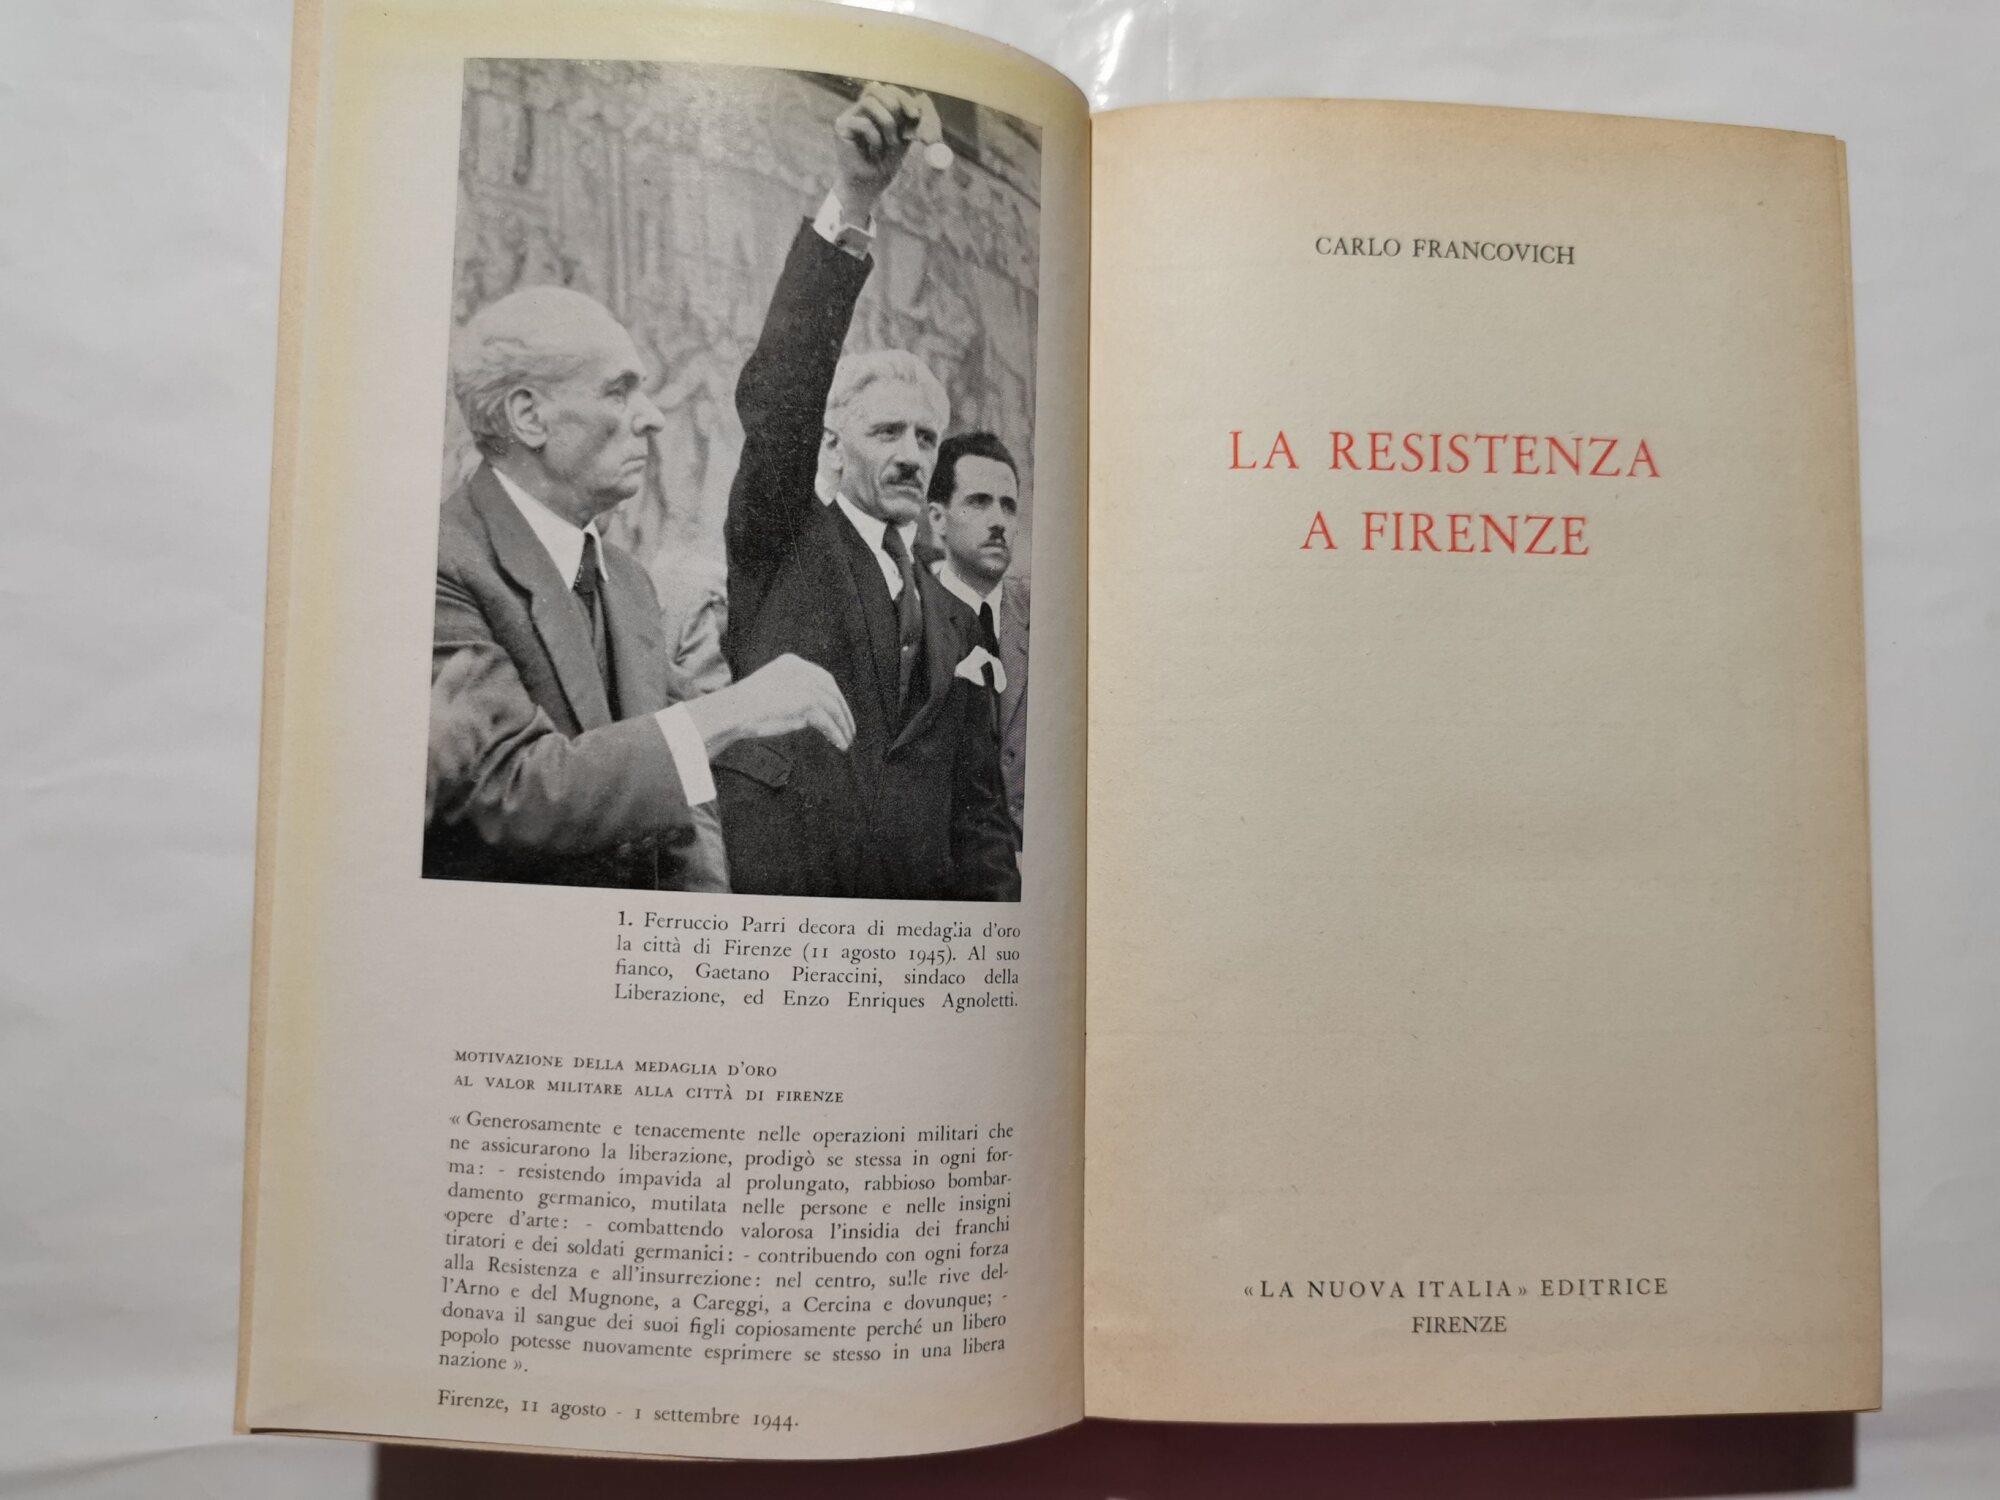 1. Ferruccio Parri decora di medaglia d'oro
la città di Firenze (11 agosto 1945). Al suo
fianco, Gaetano Pieraccini, sindaco della
Liberazione, ed Enzo Enriques Agnoletti.
MOTIVAZIONE DELLA MEDAGLIA D'ORO
AL VALOR MILITARE ALLA CITTÀ DI FIRENZE
« Generosamente e tenacemente nelle operazioni militari che
ne assicurarono la liberazione, prodigò se stessa in ogni for-
ma: - resistendo impavida al prolungato, rabbioso bombar-
damento germanico, mutilata nelle persone e nelle insigni
opere d'arte: - combattendo valorosa l'insidia dei franchi
tiratori e dei soldati germanici: - contribuendo con ogni forza
alla Resistenza e all'insurrezione: nel centro, sulle rive del-
l'Arno e del Mugnone, a Careggi, a Cercina e dovunque; -
donava il sangue dei suoi figli copiosamente perché un libero
popolo potesse nuovamente esprimere se stesso in una libera
nazione ».
Firenze, 11 agosto - 1 settembre 1944.
CARLO FRANCOVICH
LA RESISTENZA
A FIRENZE
« LA NUOVA ITALIA » EDITRICE
FIRENZE